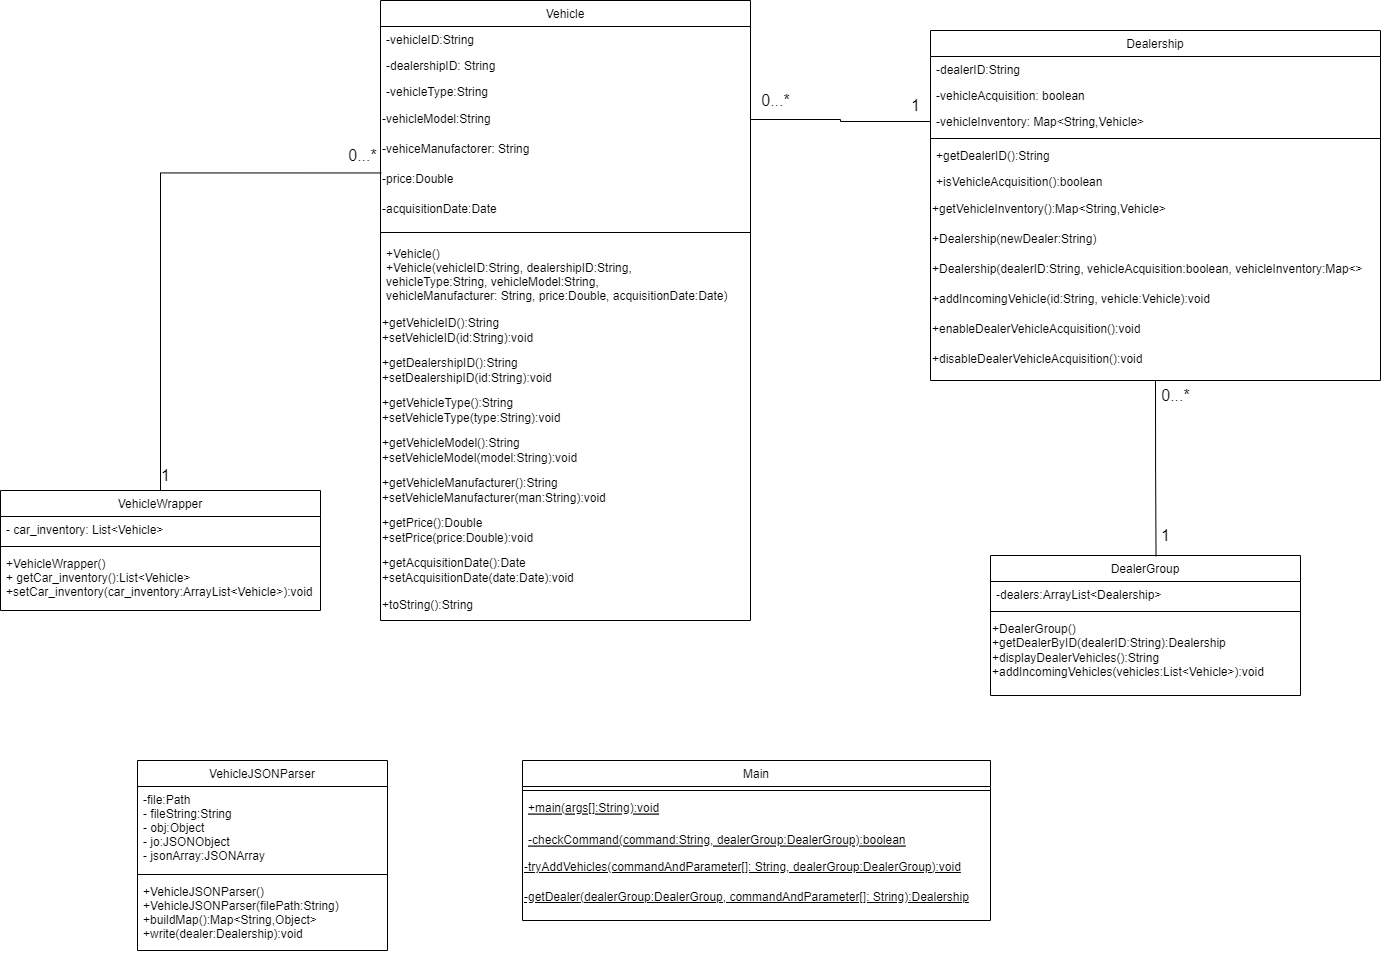 Vehicle
-vehicleID:String
-dealershipID: String
-vehicleType:String
-vehicleModel:String
-vehiceManufactorer: String
-price:Double
-acquisitionDate:Date
+Vehicle()
+Vehicle(vehicleID:String, dealershipID:String,
vehicleType:String, vehicleModel:String,
vehicleManufacturer: String, price:Double, acquisitionDate:Date)
+getVehicleID():String
+setVehicleID(id:String):void
+getDealershipID():String
+setDealershipID(id:String):void
+getVehicleType():String
+setVehicleType(type:String):void
+getVehicleModel():String
+setVehicleModel(model:String):void
+getVehicleManufacturer():String
+setVehicleManufacturer(man:String):void
+getPrice():Double
+setPrice(price:Double):void
+getAcquisitionDate():Date
+setAcquisitionDate(date:Date):void
+toString():String
0...*
1
Dealership
-dealerID:String
-vehicleAcquisition: boolean
-vehicleInventory: Map<String,Vehicle>
+getDealerID():String
+isVehicleAcquisition():boolean
+getVehicleInventory():Map<String,Vehicle>
+Dealership(newDealer:String)
+Dealership(dealerID:String, vehicleAcquisition:boolean, vehicleInventory:Map<>
+addIncomingVehicle(id:String, vehicle:Vehicle):void
+enableDealerVehicleAcquisition():void
+disableDealerVehicleAcquisition():void
0...*
1
0...*
1
VehicleWrapper
- car_inventory: List<Vehicle>
+VehicleWrapper()
+ getCar_inventory():List<Vehicle>
+setCar_inventory(car_inventory:ArrayList<Vehicle>):void
DealerGroup
-dealers:ArrayList<Dealership>
+DealerGroup()
+getDealerByID(dealerID:String):Dealership
+displayDealerVehicles():String
+addIncomingVehicles(vehicles:List<Vehicle>):void
VehicleJSONParser
-file:Path
- fileString:String
- obj:Object
- jo:JSONObject
- jsonArray:JSONArray
+VehicleJSONParser()
+VehicleJSONParser(filePath:String)
+buildMap():Map<String,Object>
+write(dealer:Dealership):void
Main
+main(args[]:String):void
-checkCommand(command:String, dealerGroup:DealerGroup):boolean
-tryAddVehicles(commandAndParameter[]: String, dealerGroup:DealerGroup):void
-getDealer(dealerGroup:DealerGroup, commandAndParameter[]: String):Dealership